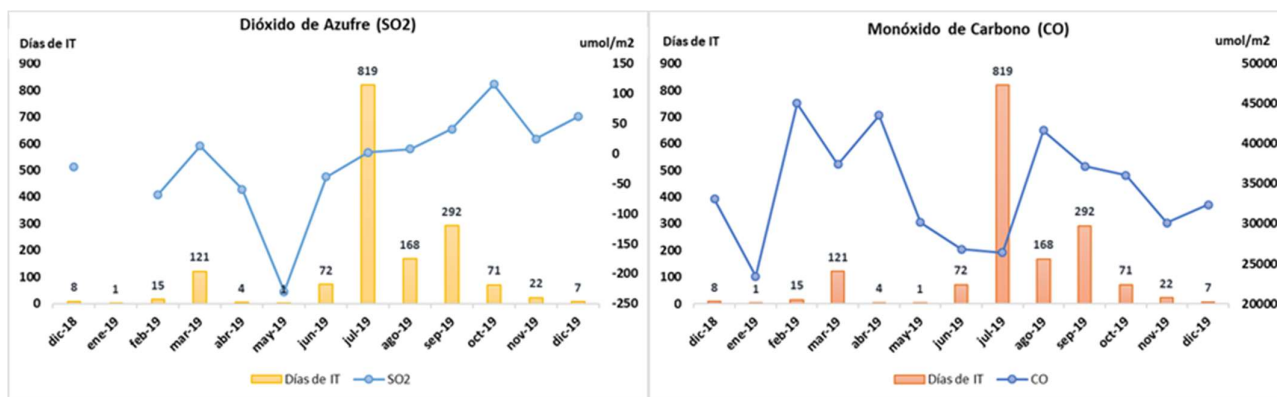 Dióxido de Azufre (SO2)
Días de IT
umol/m2
900
800
700
600
500
400
300
200
100
0
150
100
50
0
-50
-100
-150
-200
-250
8
1
15
121
4
1
72
819
168
292
71
22
7
dic-18
ene-19
feb-19
mar-19
abr-19
may-19
jun-19
jul-19
ago-19
sep-19
oct-19
nov-19
dic-19
Días de IT
SO2
Monóxido de Carbono (CO)
Días de IT
umol/m2
900
800
700
600
500
400
300
200
100
0
50000
45000
40000
35000
30000
25000
20000
8
1
15
121
4
1
72
819
168
292
71
22
7
dic-18
ene-19
feb-19
mar-19
abr-19
may-19
jun-19
jul-19
ago-19
sep-19
oct-19
nov-19
dic-19
Días de IT
CO